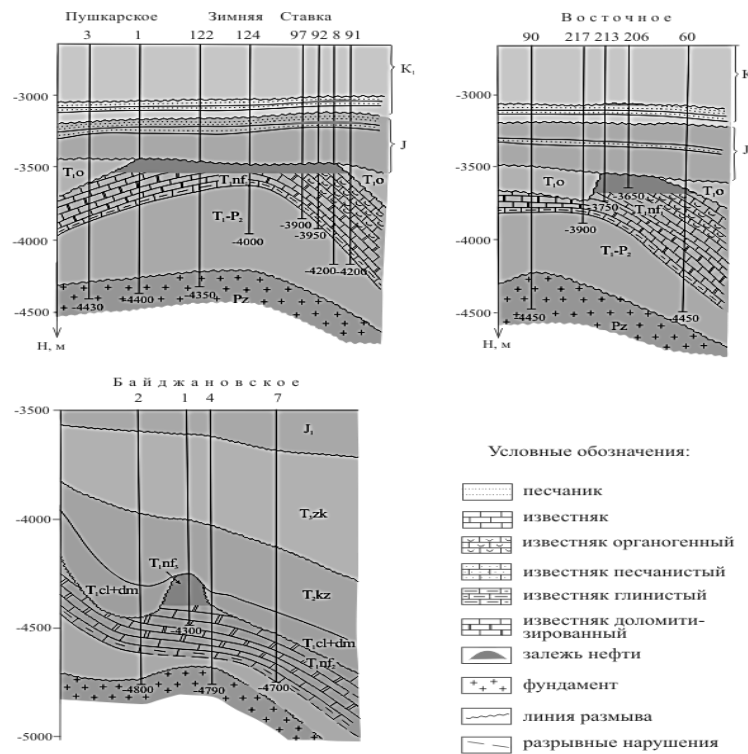 Пушкарское Зимняя Ставка
3 1 122 124 97 92 8 91
K₁
-3000
J
-3500
T₁o T₁nf T₁o
T₁-P₂
-3900
-3950
-4000
-4000
-4200 -4200
-4430 -4400 -4350
Pz
-4500
H, м
Восточное
90 217 213 206 60
K
-3000
J
-3500
T₁o T₁o
-3650
T₁nf
-3750
-3900
T₁-P₂
-4000
-4450 -4450
-4500
Pz
H, м
Байджановское
2 1 4 7
-3500
J₁
-4000
T₂zk
T₁nf₂
T₁cl+dm
T₂kz
-4300
-4500
T₁cl+dm
T₁nf₂
-4800 -4790 -4700
-5000
Условные обозначения:
песчаник
известняк
известняк органогенный
известняк песчанистый
известняк глинистый
известняк доломити-
зированный
залежь нефти
фундамент
линия размыва
разрывные нарушения